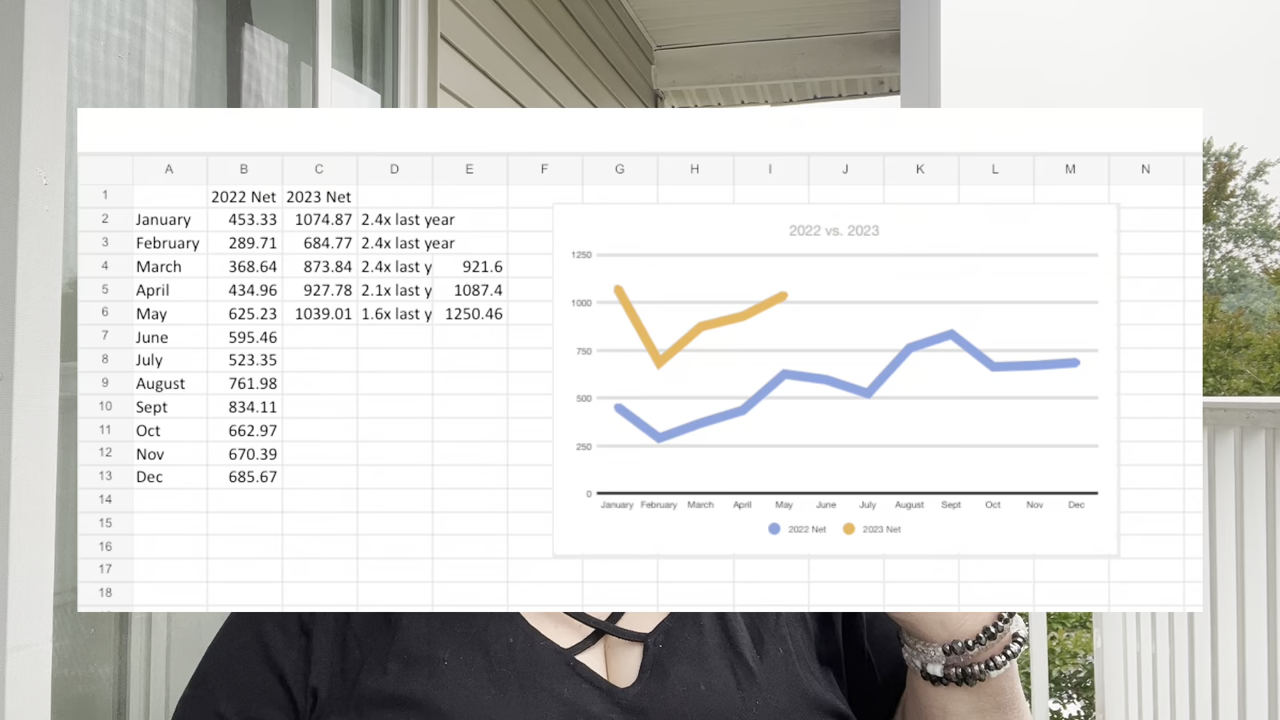 A B C D E F G H I J K L M N
1 2022 Net 2023 Net
2 January 453.33 1074.87 2.4x last year
3 February 289.71 684.77 2.4x last year
4 March 368.64 873.84 2.4x last y 921.6
5 April 434.96 927.78 2.1x last y 1087.4
6 May 625.23 1039.01 1.6x last y 1250.46
7 June 595.46
8 July 523.35
9 August 761.98
10 Sept 834.11
11 Oct 662.97
12 Nov 670.39
13 Dec 685.67
14
15
16
17
18
2022 vs. 2023
1250
1000
750
500
250
0
January February March April May June July August Sept Oct Nov Dec
2022 Net 2023 Net